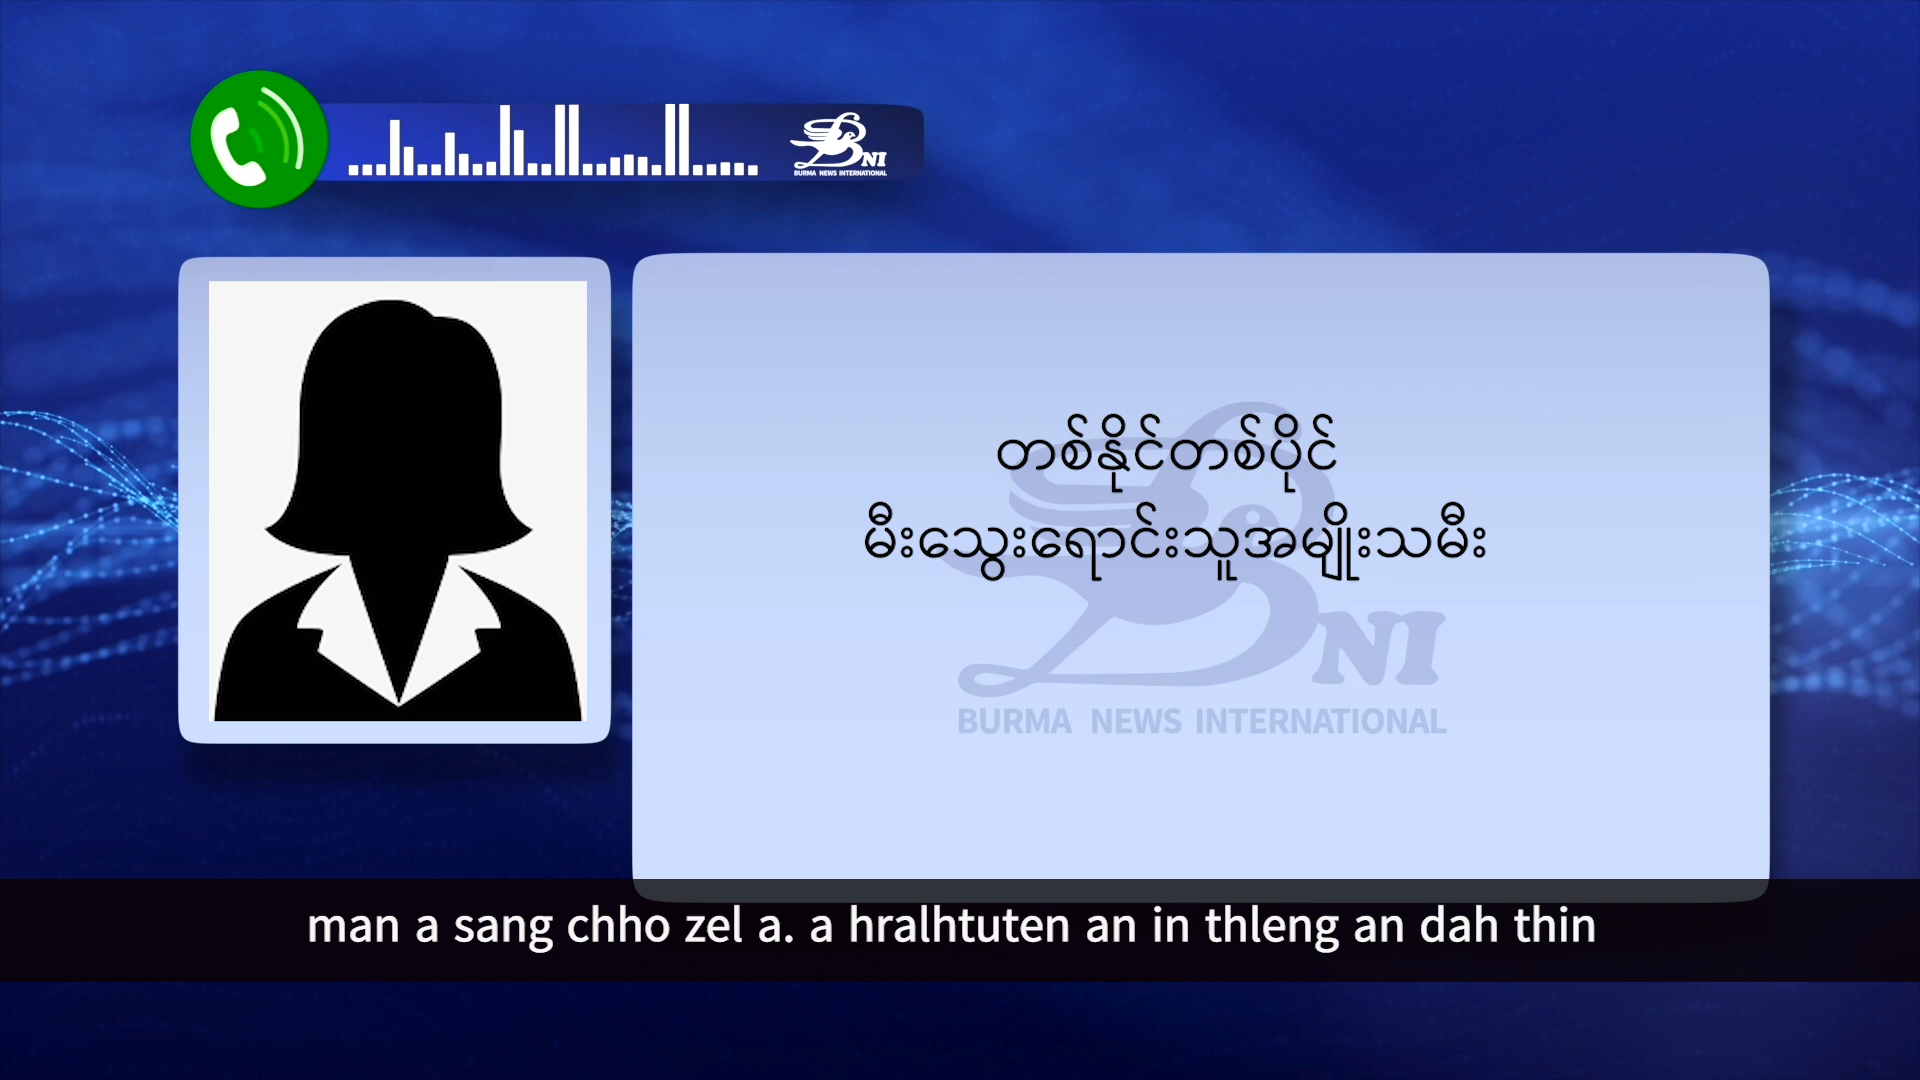 BNI
BURMA NEWS INTERNATIONAL
တစ်နိုင်တစ်ပိုင်
မီးသွေးရောင်းသူအမျိုးသမီး
BNI
BURMA NEWS INTERNATIONAL
man a sang chho zel a. a hralhtuten an in thleng an dah thin